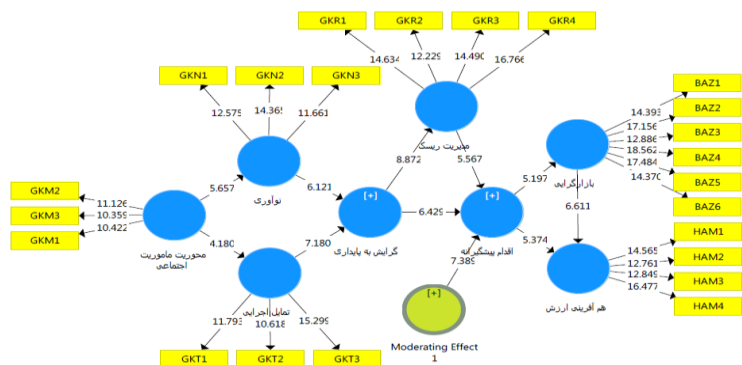 GKR1 GKR2 GKR3 GKR4
14.634 12.229 14.490 16.766
GKN1 GKN2 GKN3
12.575 14.365 11.661
مدیریت ریسک
BAZ1
BAZ2
BAZ3
BAZ4
BAZ5
BAZ6
14.393
17.156
12.886
18.562
17.484
14.370
بازارگرایی
نوآوری
5.657
6.121
8.872
5.567
5.197
6.611
GKM2
GKM3
GKM1
11.126
10.359
10.422
محوریت ماموریت
اجتماعی
[+]
گرایش به پایداری
6.429
[+]
اقدام پیشگیرانه
4.180
7.180
7.389
5.374
HAM1
HAM2
HAM3
HAM4
14.565
12.761
12.849
16.477
هم آفرینی ارزش
تمایل اجرایی
11.793 10.618 15.299
GKT1 GKT2 GKT3
[+]
Moderating Effect
1